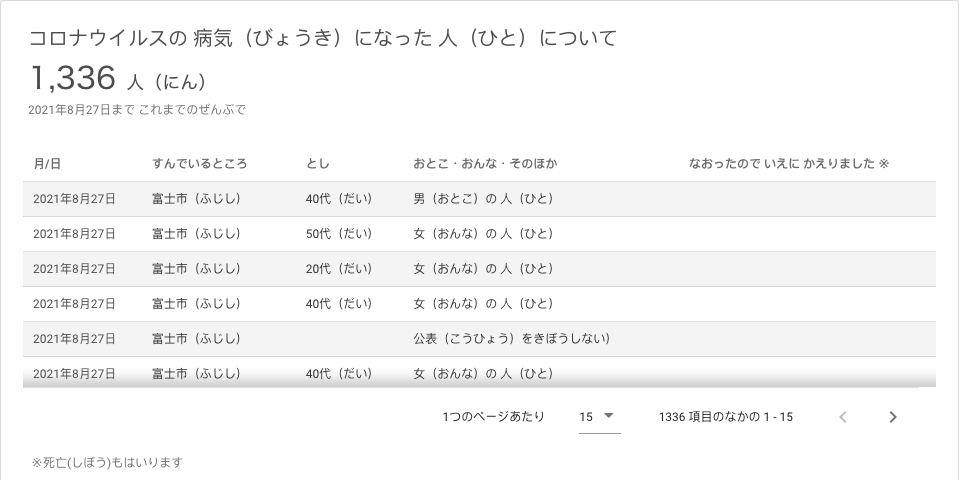 コロナウイルスの 病気（びょうき）になった 人（ひと）について
1,336 人（にん）
2021年8月27日まで これまでのぜんぶで
月/日 すんでいるところ とし おとこ・おんな・そのほか なおったので いえに かえりました ※
2021年8月27日 富士市（ふじし） 40代（だい） 男（おとこ）の 人（ひと）
2021年8月27日 富士市（ふじし） 50代（だい） 女（おんな）の 人（ひと）
2021年8月27日 富士市（ふじし） 20代（だい） 女（おんな）の 人（ひと）
2021年8月27日 富士市（ふじし） 40代（だい） 女（おんな）の 人（ひと）
2021年8月27日 富士市（ふじし） 公表（こうひょう）をきぼうしない）
2021年8月27日 富士市（ふじし） 40代（だい） 女（おんな）の 人（ひと）
1つのページあたり 15 1336 項目のなかの 1 - 15
※死亡(しぼう)もはいります